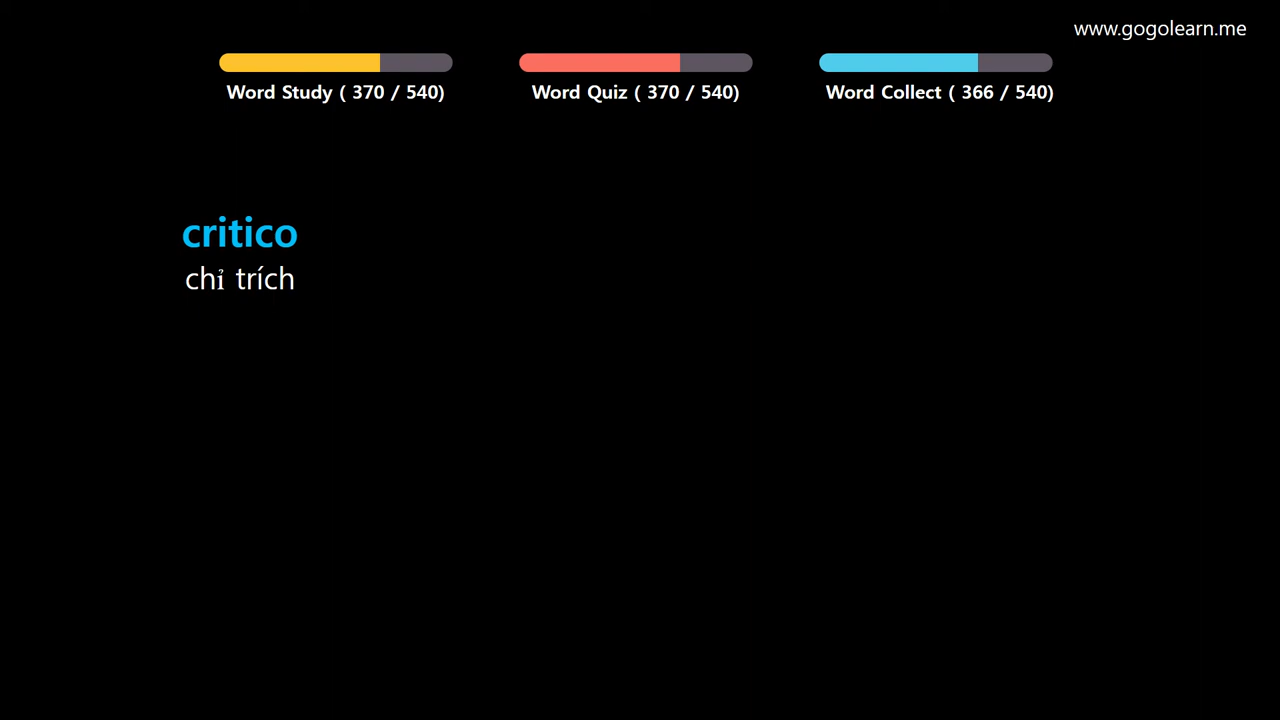 www.gogolearn.me
Word Study ( 370 / 540)
Word Quiz ( 370 / 540)
Word Collect ( 366 / 540)
critico
chỉ trích